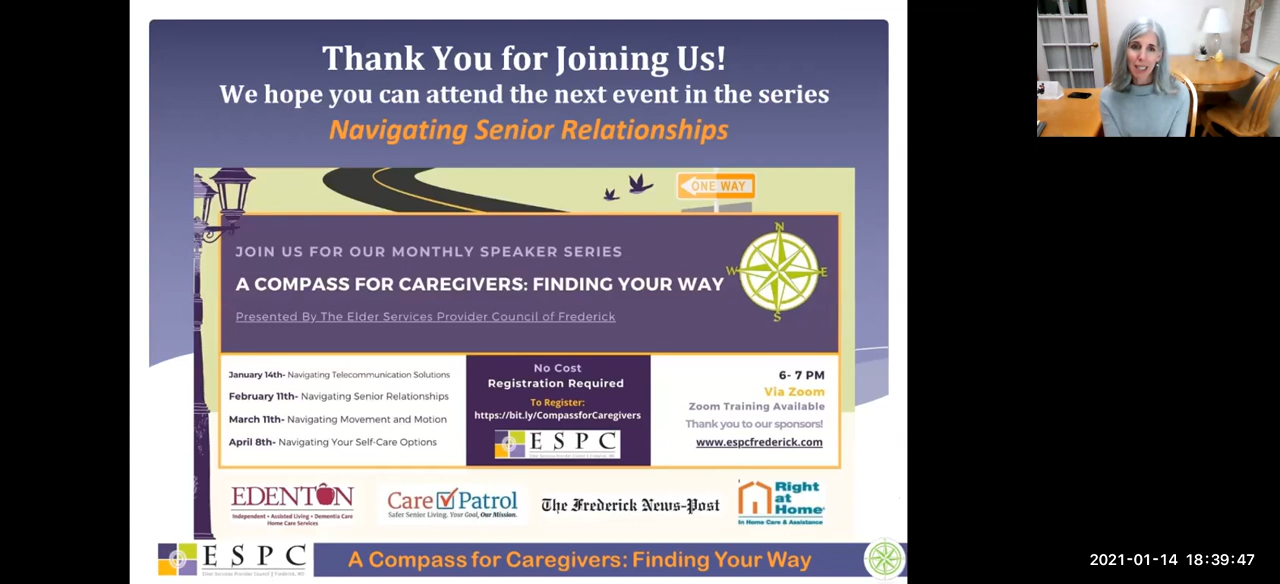 Thank You for Joining Us!
We hope you can attend the next event in the series
Navigating Senior Relationships
ONE WAY
JOIN US FOR OUR MONTHLY SPEAKER SERIES
A COMPASS FOR CAREGIVERS: FINDING YOUR WAY
Presented By The Elder Services Provider Council of Frederick
N
W
E
S
January 14th- Navigating Telecommunication Solutions
February 11th- Navigating Senior Relationships
March 11th- Navigating Movement and Motion
April 8th- Navigating Your Self-Care Options
No Cost
Registration Required
To Register:
https://bit.ly/CompassforCaregivers
ESPC
6- 7 PM
Via Zoom
Zoom Training Available
Thank you to our sponsors!
www.espcfrederick.com
EDENTON
Independent • Assisted Living • Dementia Care
Home Care Services
CarePatrol
Safer Senior Living. Your Goal, Our Mission.
The Frederick News-Post
Right
at
Home
In Home Care & Assistance
ESPC
Elder Services Provider Council | Frederick, MD
A Compass for Caregivers: Finding Your Way
2021-01-14 18:39:47